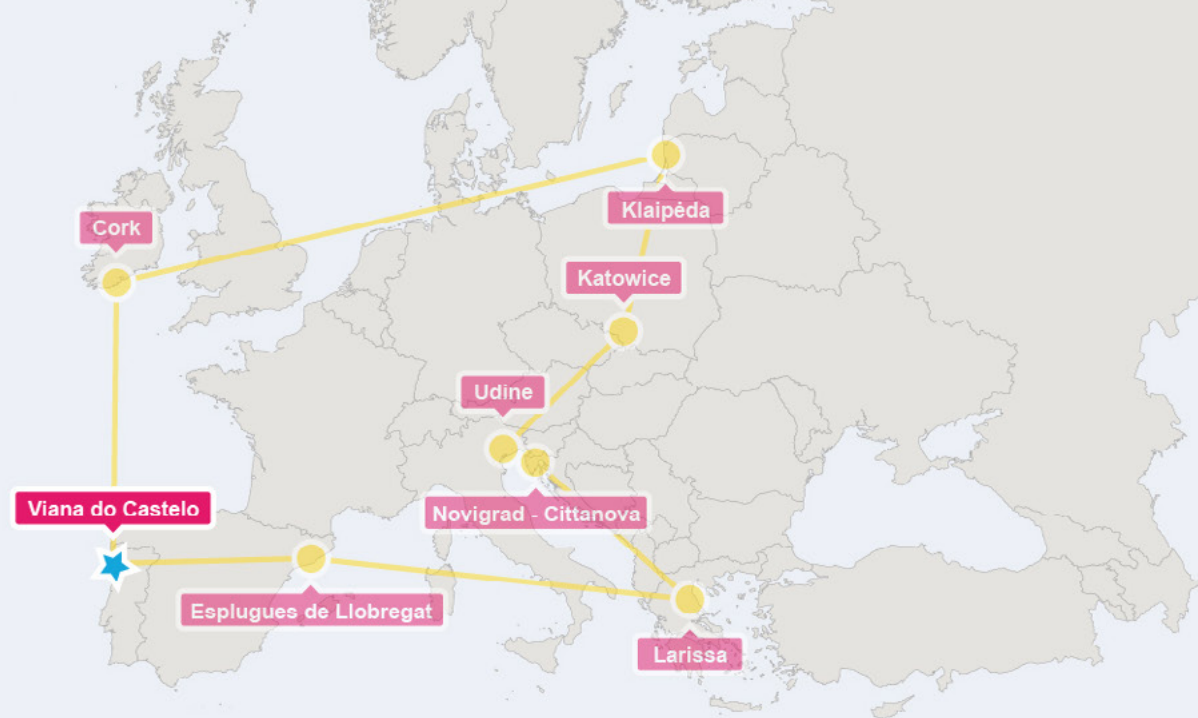 Klaipėda
Cork
Katowice
Udine
Viana do Castelo
Novigrad - Cittanova
Esplugues de Llobregat
Larissa